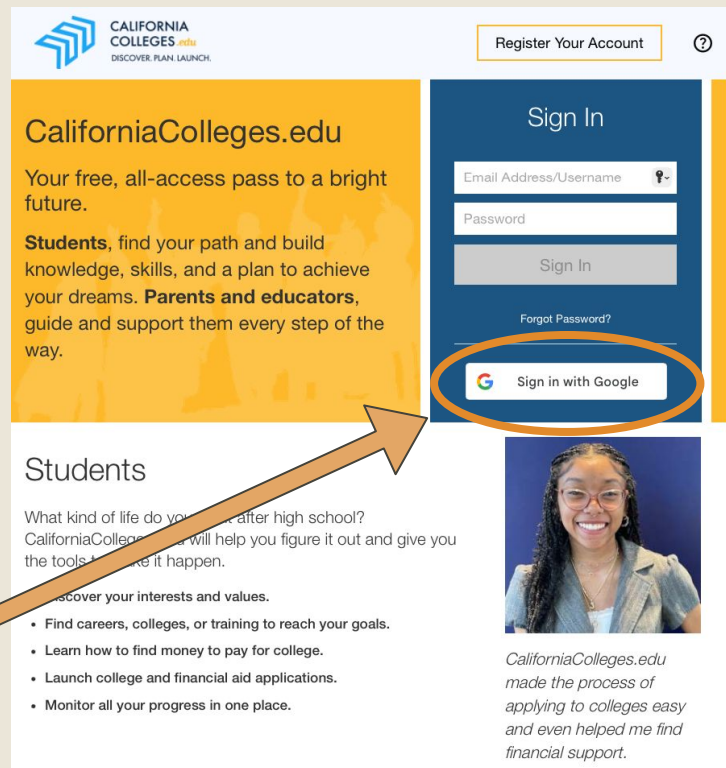 CALIFORNIA
COLLEGES.edu
DISCOVER. PLAN. LAUNCH.
Register Your Account
?
CaliforniaColleges.edu
Your free, all-access pass to a bright
future.
Students, find your path and build
knowledge, skills, and a plan to achieve
your dreams. Parents and educators,
guide and support them every step of the
way.
Sign In
Email Address/Username
Password
Sign In
Forgot Password?
Sign in with Google
Students
What kind of life do you after high school?
will help you figure it out and give you
the tools it happen.
your interests and values.
• Find careers, colleges, or training to reach your goals.
• Learn how to find money to pay for college.
• Launch college and financial aid applications.
• Monitor all your progress in one place.
CaliforniaColleges.edu
made the process of
applying to colleges easy
and even helped me find
financial support.